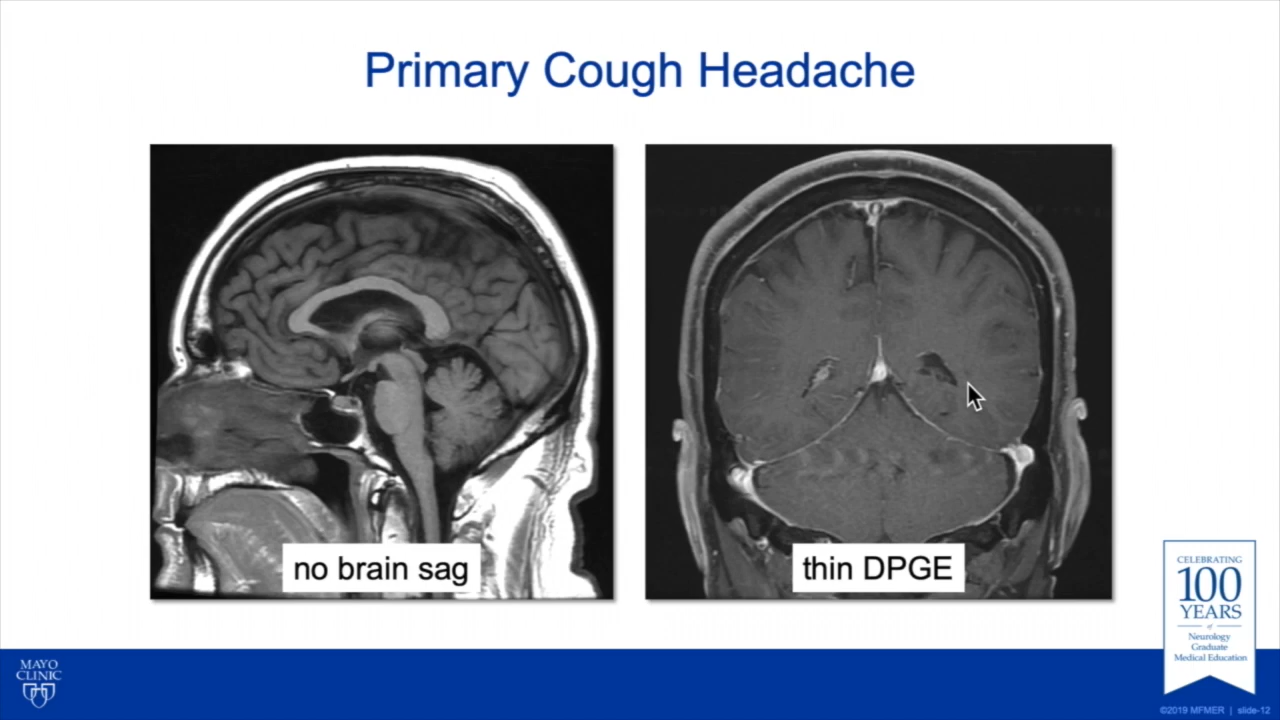 Primary Cough Headache
no brain sag
thin DPGE
CELEBRATING
100
YEARS
of
Neurology
Graduate
Medical Education
MAYO
CLINIC
©2019 MFMER | slide-12